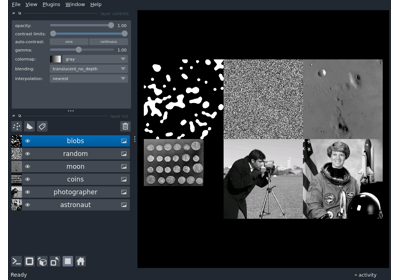 File View Plugins Window Help
opacity: 1.00
contrast limits:
auto-contrast: once continuous
gamma: 1.00
colormap: gray
blending: translucent_no_depth
interpolation: nearest
blobs
random
moon
coins
photographer
astronaut
Ready
activity